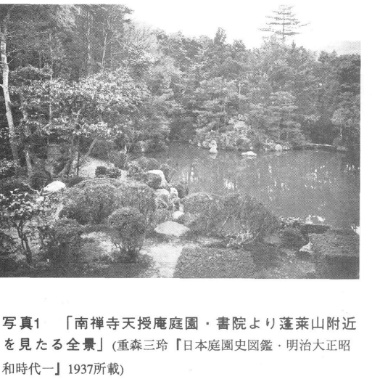 写真1　「南禅寺天授庵庭園・書院より蓬莱山附近
を見たる全景」(重森三玲『日本庭園史図鑑・明治大正昭
和時代一』1937所載)